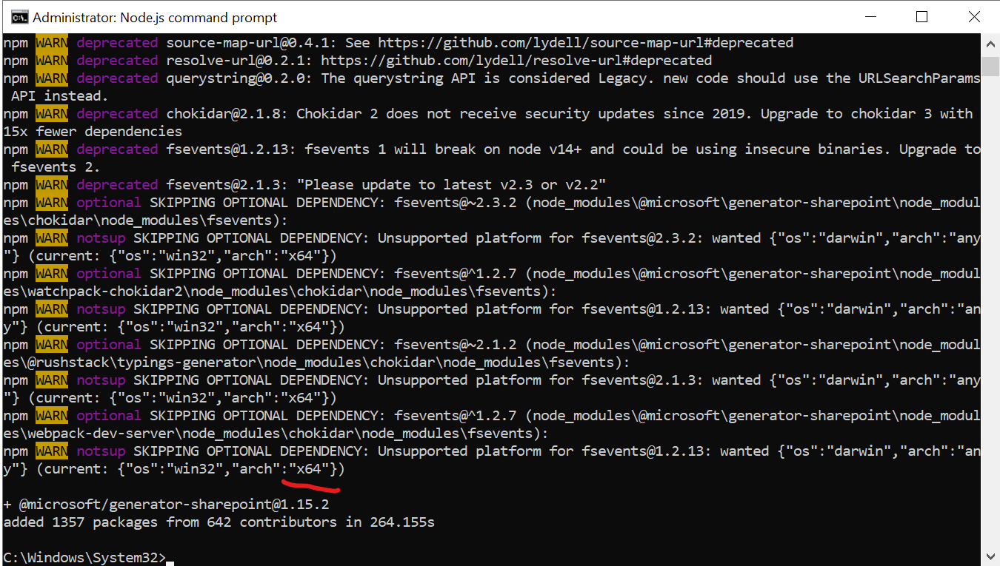 Administrator: Node.js command prompt
npm WARN deprecated source-map-url@0.4.1: See https://github.com/lydell/source-map-url#deprecated
npm WARN deprecated resolve-url@0.2.1: https://github.com/lydell/resolve-url#deprecated
npm WARN deprecated querystring@0.2.0: The querystring API is considered Legacy. new code should use the URLSearchParams
 API instead.
npm WARN deprecated chokidar@2.1.8: Chokidar 2 does not receive security updates since 2019. Upgrade to chokidar 3 with
15x fewer dependencies
npm WARN deprecated fsevents@1.2.13: fsevents 1 will break on node v14+ and could be using insecure binaries. Upgrade to
 fsevents 2.
npm WARN deprecated fsevents@2.1.3: "Please update to latest v2.3 or v2.2"
npm WARN optional SKIPPING OPTIONAL DEPENDENCY: fsevents@~2.3.2 (node_modules\@microsoft\generator-sharepoint\node_modul
es\chokidar\node_modules\fsevents):
npm WARN notsup SKIPPING OPTIONAL DEPENDENCY: Unsupported platform for fsevents@2.3.2: wanted {"os":"darwin","arch":"any
"} (current: {"os":"win32","arch":"x64"})
npm WARN optional SKIPPING OPTIONAL DEPENDENCY: fsevents@^1.2.7 (node_modules\@microsoft\generator-sharepoint\node_modul
es\watchpack-chokidar2\node_modules\chokidar\node_modules\fsevents):
npm WARN notsup SKIPPING OPTIONAL DEPENDENCY: Unsupported platform for fsevents@1.2.13: wanted {"os":"darwin","arch":"an
y"} (current: {"os":"win32","arch":"x64"})
npm WARN optional SKIPPING OPTIONAL DEPENDENCY: fsevents@~2.1.2 (node_modules\@microsoft\generator-sharepoint\node_modul
es\@rushstack\typings-generator\node_modules\chokidar\node_modules\fsevents):
npm WARN notsup SKIPPING OPTIONAL DEPENDENCY: Unsupported platform for fsevents@2.1.3: wanted {"os":"darwin","arch":"any
"} (current: {"os":"win32","arch":"x64"})
npm WARN optional SKIPPING OPTIONAL DEPENDENCY: fsevents@^1.2.7 (node_modules\@microsoft\generator-sharepoint\node_modul
es\webpack-dev-server\node_modules\chokidar\node_modules\fsevents):
npm WARN notsup SKIPPING OPTIONAL DEPENDENCY: Unsupported platform for fsevents@1.2.13: wanted {"os":"darwin","arch":"an
y"} (current: {"os":"win32","arch":"x64"})
+ @microsoft/generator-sharepoint@1.15.2
added 1357 packages from 642 contributors in 264.155s
C:\Windows\System32>